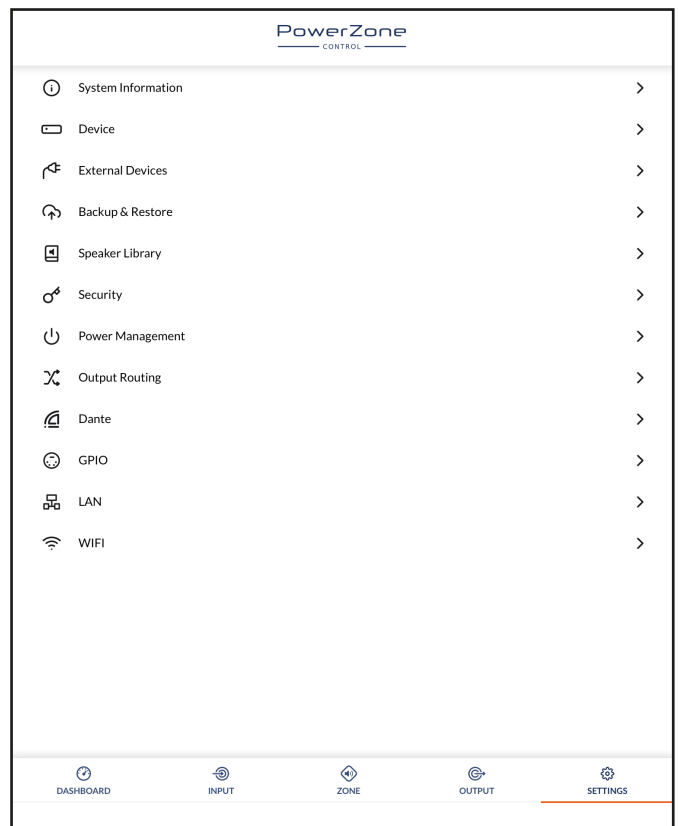 PowerZone
CONTROL
System Information
Device
External Devices
Backup & Restore
Speaker Library
Security
Power Management
Output Routing
Dante
GPIO
LAN
WIFI
DASHBOARD INPUT ZONE OUTPUT SETTINGS